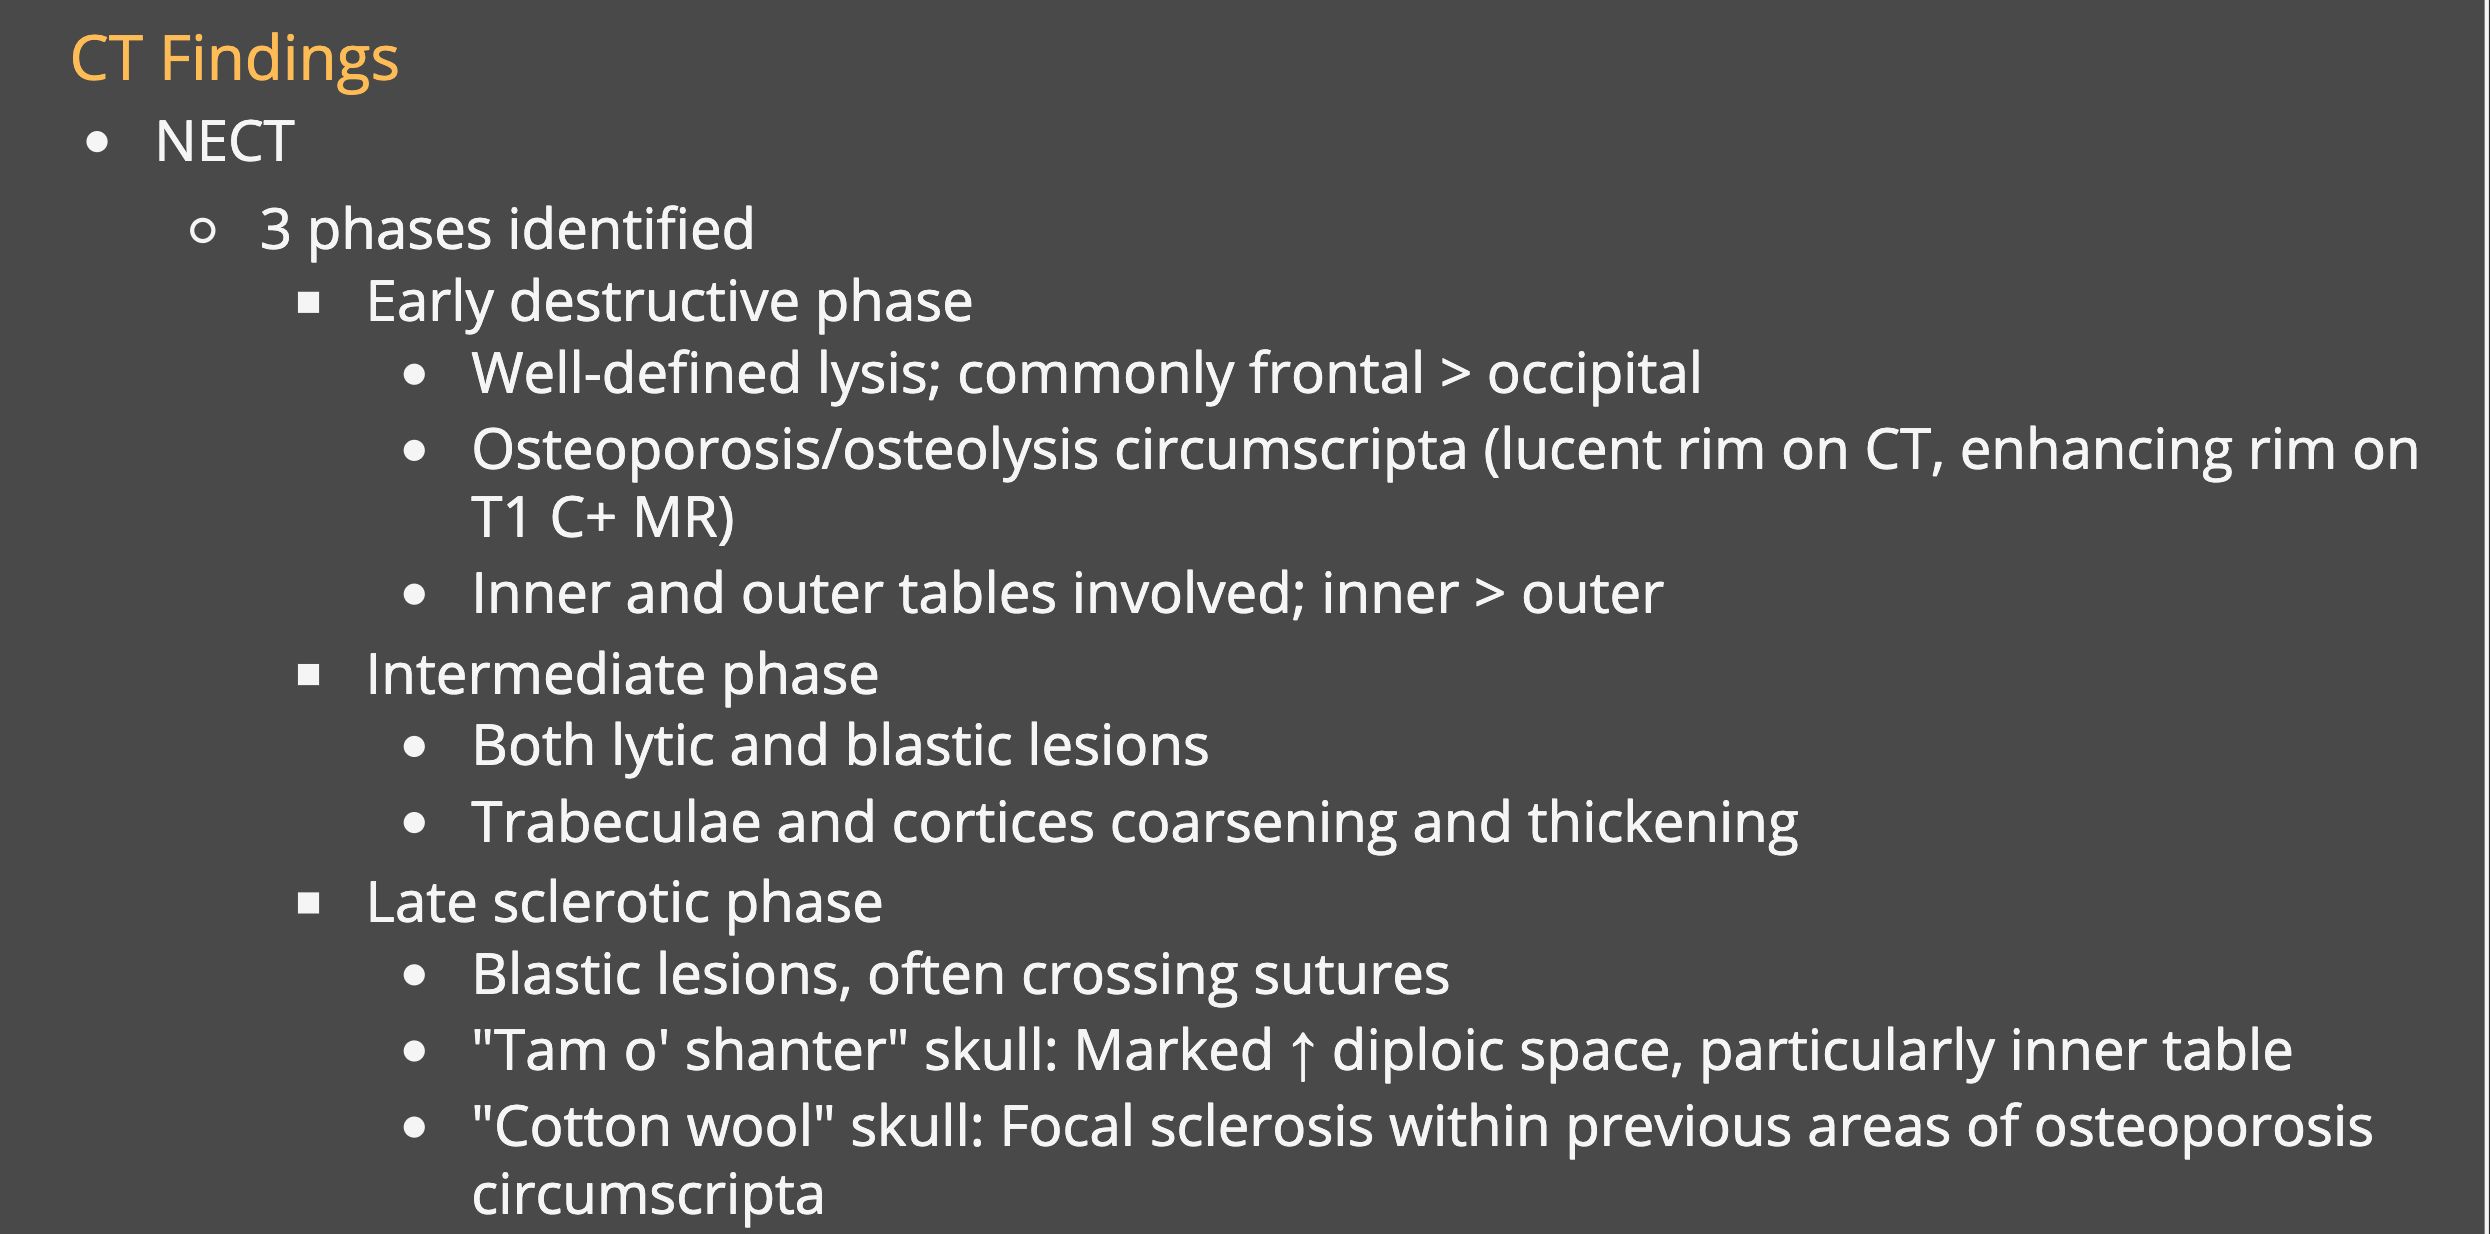 CT Findings
• NECT
○ 3 phases identified
▪ Early destructive phase
• Well-defined lysis; commonly frontal > occipital
• Osteoporosis/osteolysis circumscripta (lucent rim on CT, enhancing rim on
T1 C+ MR)
• Inner and outer tables involved; inner > outer
▪ Intermediate phase
• Both lytic and blastic lesions
• Trabeculae and cortices coarsening and thickening
▪ Late sclerotic phase
• Blastic lesions, often crossing sutures
• "Tam o' shanter" skull: Marked ↑ diploic space, particularly inner table
• "Cotton wool" skull: Focal sclerosis within previous areas of osteoporosis
circumscripta